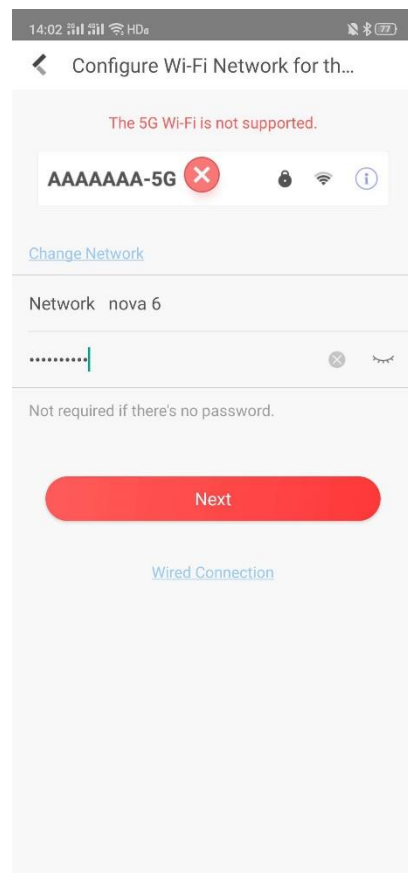 14:02 HD 77
Configure Wi-Fi Network for th...
The 5G Wi-Fi is not supported.
AAAAAAA-5G
Change Network
Network nova 6
••••••••••
Not required if there's no password.
Next
Wired Connection